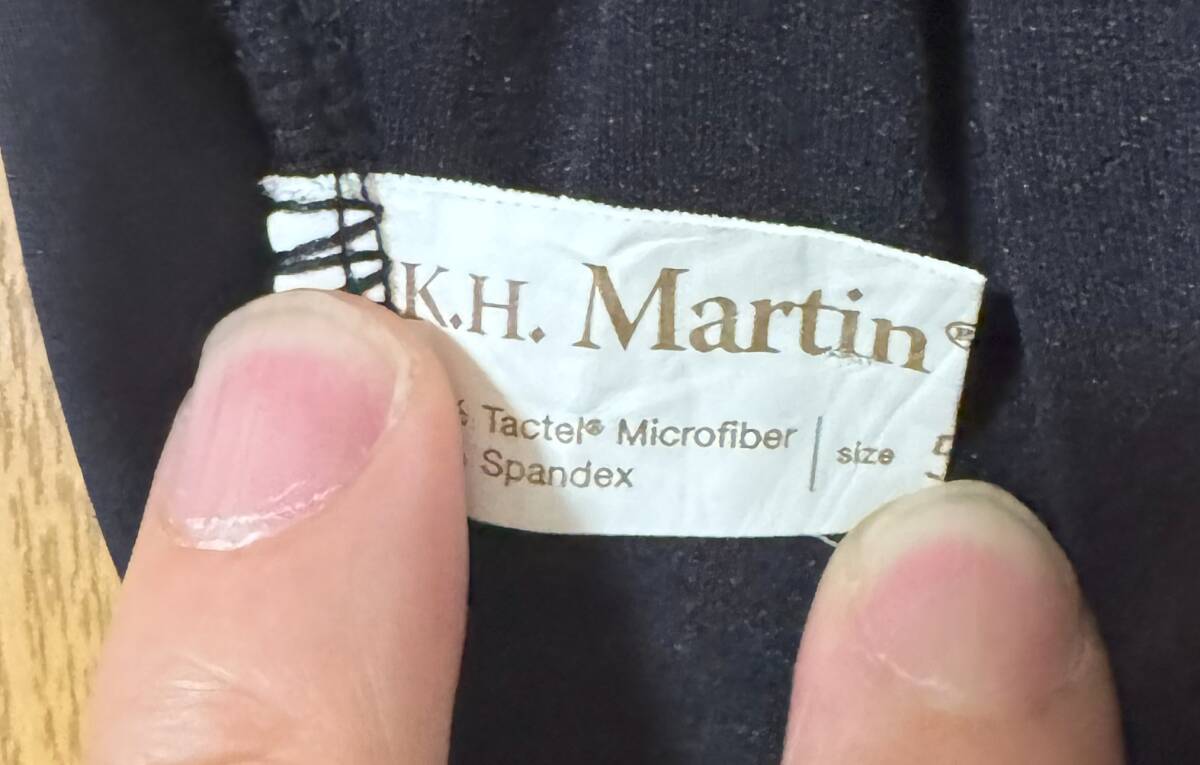 K.H. Martin®
Tactel® Microfiber | size
Spandex